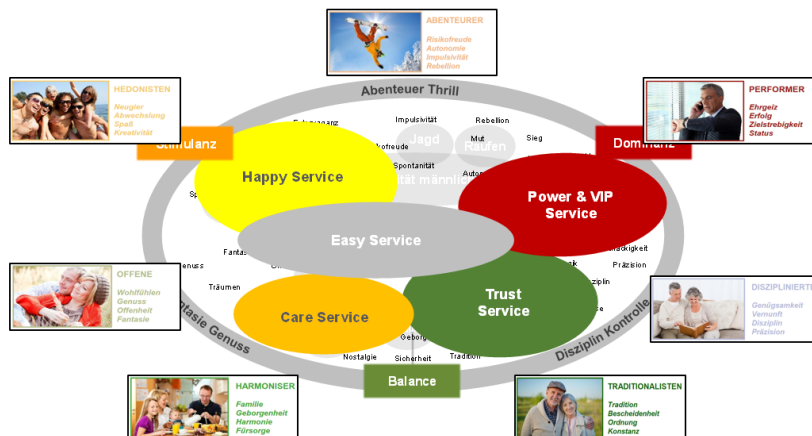 ABENTEURER
Risikofreude
Autonomie
Impulsivität
Rebellion
HEDONISTEN
Neugier
Abwechslung
Spaß
Kreativität
PERFORMER
Ehrgeiz
Erfolg
Zielstrebigkeit
Status
Abenteuer Thrill
Impulsivität
Rebellion
Jagd
Mut
Raufen
Sieg
Stimulanz
Dominanz
Spontanität
Happy Service
männlic
Power & VIP
Service
Easy Service
Präzision
Träumen
OFFENE
Wohlfühlen
Genuss
Offenheit
Fantasie
DISZIPLINIERTE
Genügsamkeit
Vernunft
Disziplin
Präzision
Care Service
Trust
Service
Fantasie Genuss
Disziplin Kontrolle
Geborg
Nostalgie
Sicherheit
Tradition
Balance
HARMONISER
Familie
Geborgenheit
Harmonie
Fürsorge
TRADITIONALISTEN
Tradition
Bescheidenheit
Ordnung
Konstanz